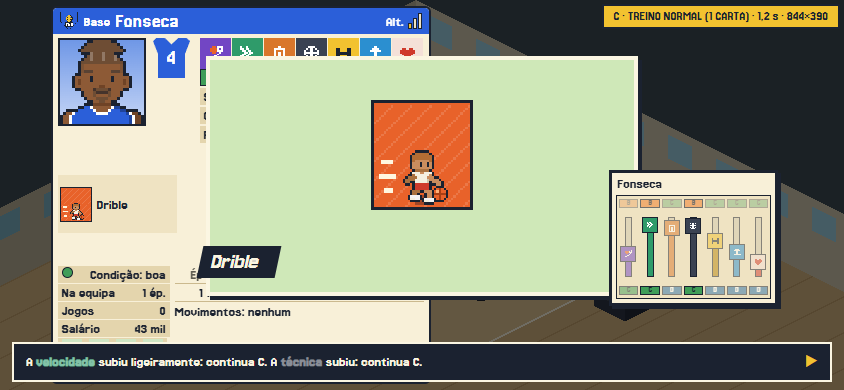 Base Fonseca Alt.
C · TREINO NORMAL (1 CARTA) · 1,2 s · 844×390
4
Fonseca
Drible
Drible
Condição: boa
Na equipa 1 ép.
Jogos 0
Salário 43 mil
1
Movimentos: nenhum
A velocidade subiu ligeiramente: continua C. A técnica subiu: continua C.